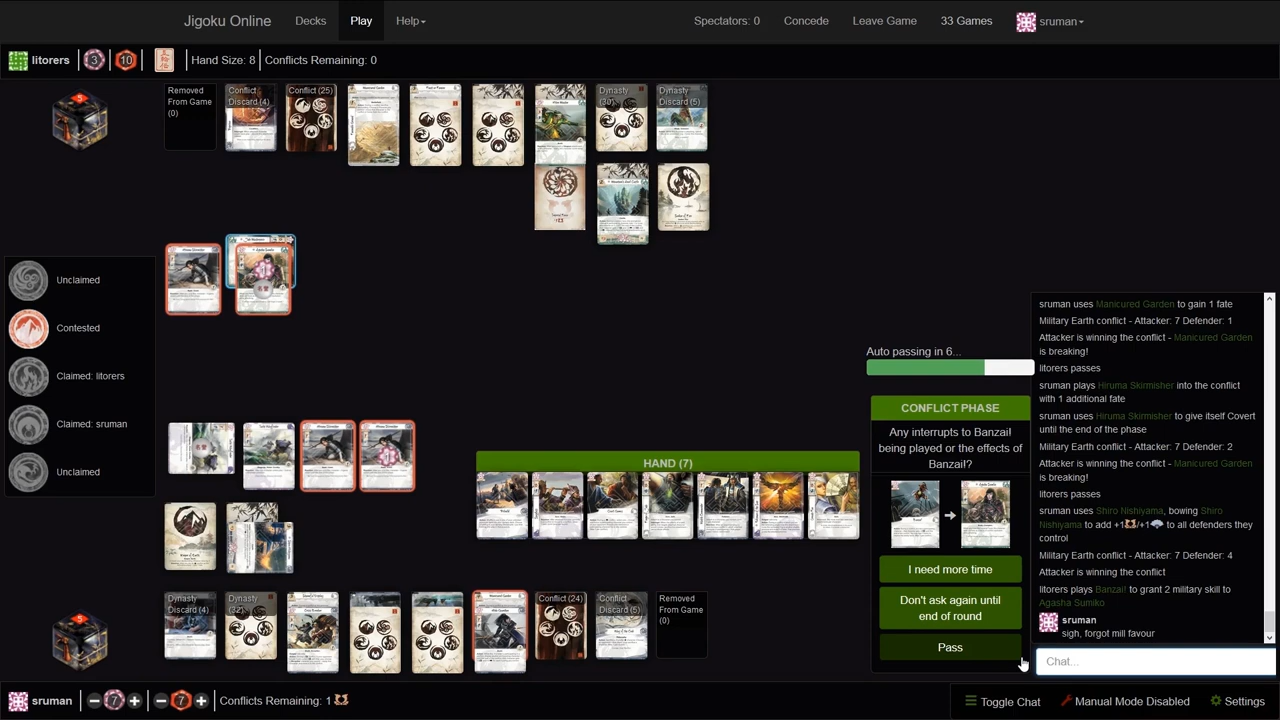 Jigoku Online
Decks
Play
Help
Spectators: 0
Concede
Leave Game
33 Games
sruman
litorers
3
10
Hand Size: 8
Conflicts Remaining: 0
Removed
From Game
(0)
Conflict
Discard (4)
Conflict (25)
Dynasty
(30)
Dynasty
Discard (5)
Unclaimed
Contested
Claimed: litorers
Claimed: sruman
Unclaimed
HAND (7)
Auto passing in 6...
CONFLICT PHASE
Any interrupts to Banzai!
being played or the effects of
Banzai!?
I need more time
Don't ask again until
end of round
Pass
sruman uses Manicured Garden to gain 1 fate
Military Earth conflict - Attacker: 7 Defender: 1
Attacker is winning the conflict - Manicured Garden
is breaking!
litorers passes
sruman plays Hiruma Skirmisher into the conflict
with 1 additional fate
sruman uses Hiruma Skirmisher to give itself Covert
until the end of the phase
Military Earth conflict - Attacker: 7 Defender: 2
Attacker is winning the conflict - Manicured Garden
is breaking!
litorers passes
sruman uses Shiro Nishiyama, bowing Shiro
Nishiyama to add +1/+1 to all defenders they
control
Military Earth conflict - Attacker: 7 Defender: 4
Attacker is winning the conflict
litorers plays Banzai! to grant 2 military skill to
Agasha Sumiko
sruman
sigh, forgot mil favour
Chat...
Dynasty
Discard (4)
Dynasty
(32)
Conflict (24)
Conflict
Discard (5)
Removed
From Game
(0)
sruman
7
7
Conflicts Remaining: 1
Toggle Chat
Manual Mode Disabled
Settings